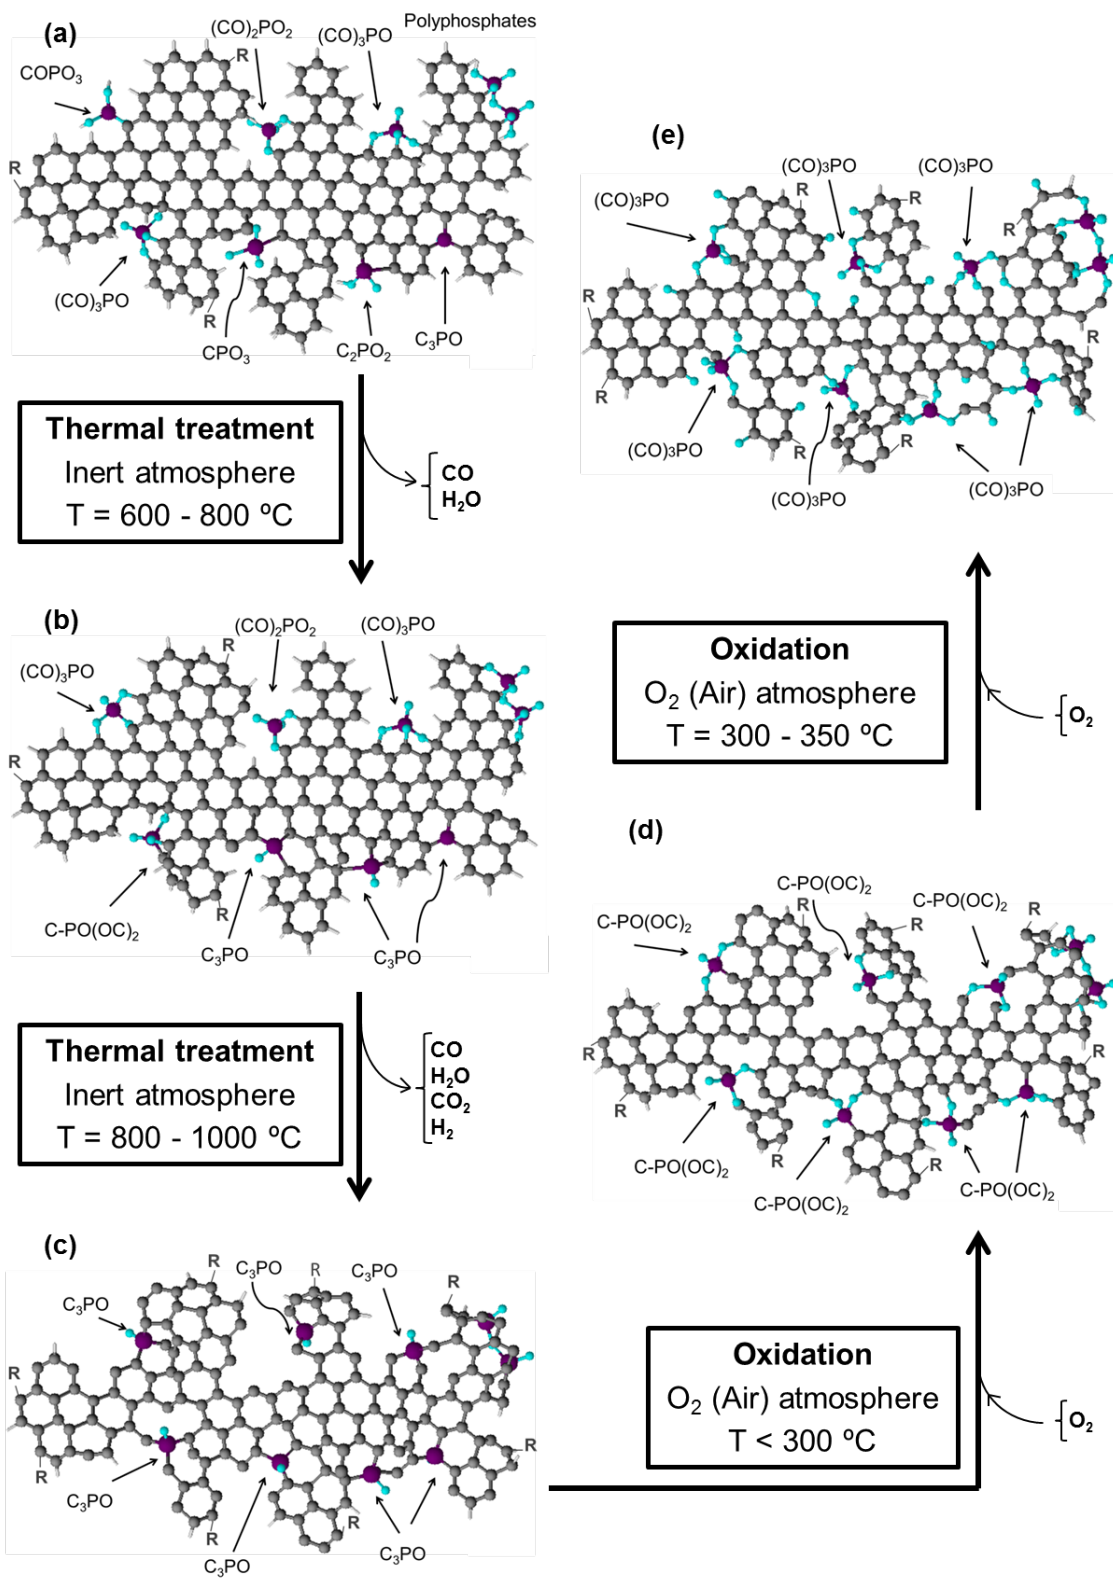 (a)
(CO)₂PO₂
(CO)₃PO
Polyphosphates
COPO₃
R
R
(CO)₃PO
R
CPO₃
C₂PO₂
C₃PO
Thermal treatment
Inert atmosphere
T = 600 - 800 ºC
CO
H₂O
(b)
(CO)₂PO₂
(CO)₃PO
(CO)₃PO
R
R
R
C-PO(OC)₂
C₃PO
C₃PO
Thermal treatment
Inert atmosphere
T = 800 - 1000 ºC
CO
H₂O
CO₂
H₂
(c)
C₃PO
C₃PO
C₃PO
R
R
R
R
R
R
R
R
C₃PO
C₃PO
C₃PO
Oxidation
O₂ (Air) atmosphere
T < 300 ºC
O₂
(d)
C-PO(OC)₂
C-PO(OC)₂
C-PO(OC)₂
R
R
R
R
R
R
R
R
C-PO(OC)₂
C-PO(OC)₂
C-PO(OC)₂
Oxidation
O₂ (Air) atmosphere
T = 300 - 350 ºC
O₂
(e)
(CO)₃PO
(CO)₃PO
(CO)₃PO
R
R
R
R
R
R
R
R
(CO)₃PO
(CO)₃PO
(CO)₃PO